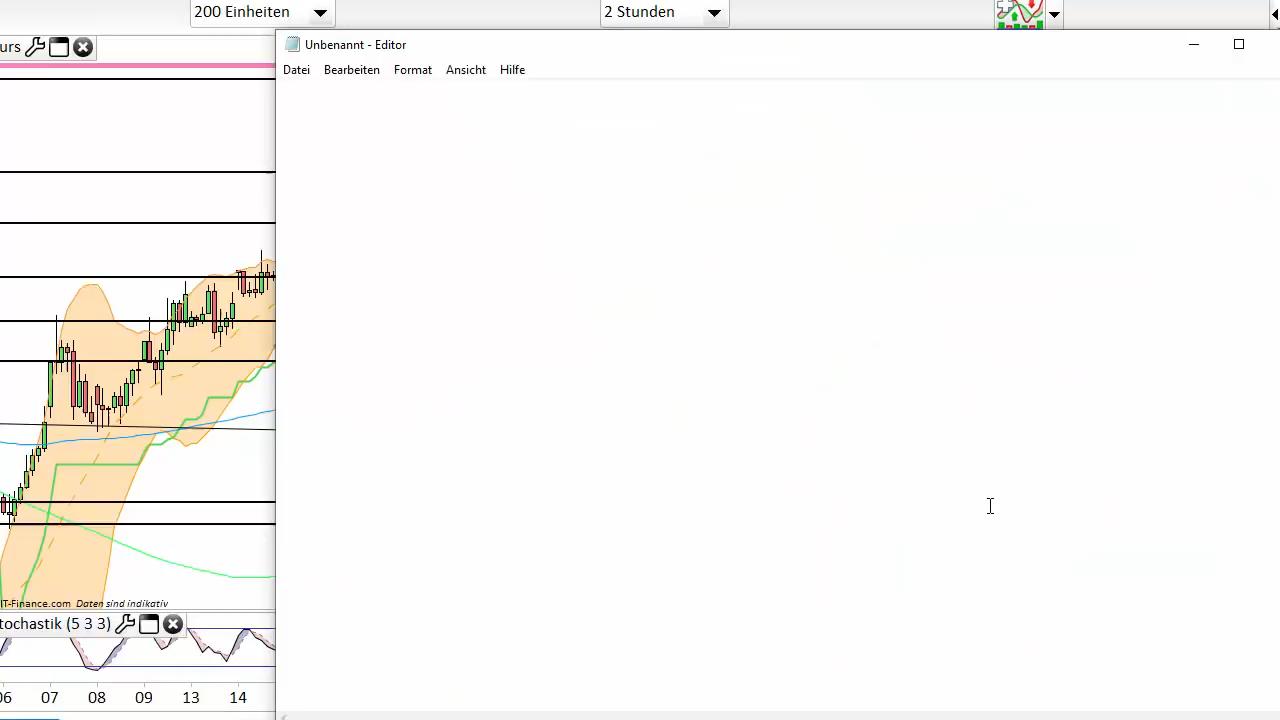 200 Einheiten
2 Stunden
urs
Unbenannt - Editor
Datei Bearbeiten Format Ansicht Hilfe
IT-Finance.com Daten sind indikativ
tochastik (5 3 3)
06 07 08 09 13 14